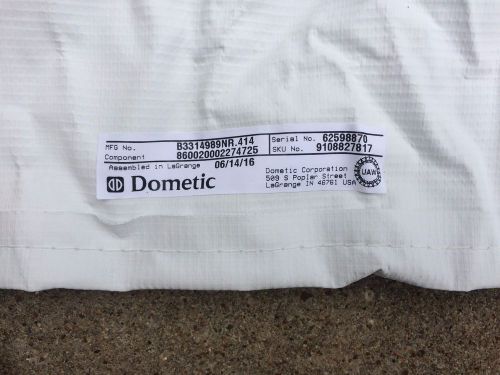 MFG No. B3314989NR.414 Serial No. 62598870
Component 860020002274725 SKU No. 9108827817
Assembled in LaGrange 06/14/16
Dometic
Dometic Corporation
509 S Poplar Street
LaGrange IN 46761 USA
UAW